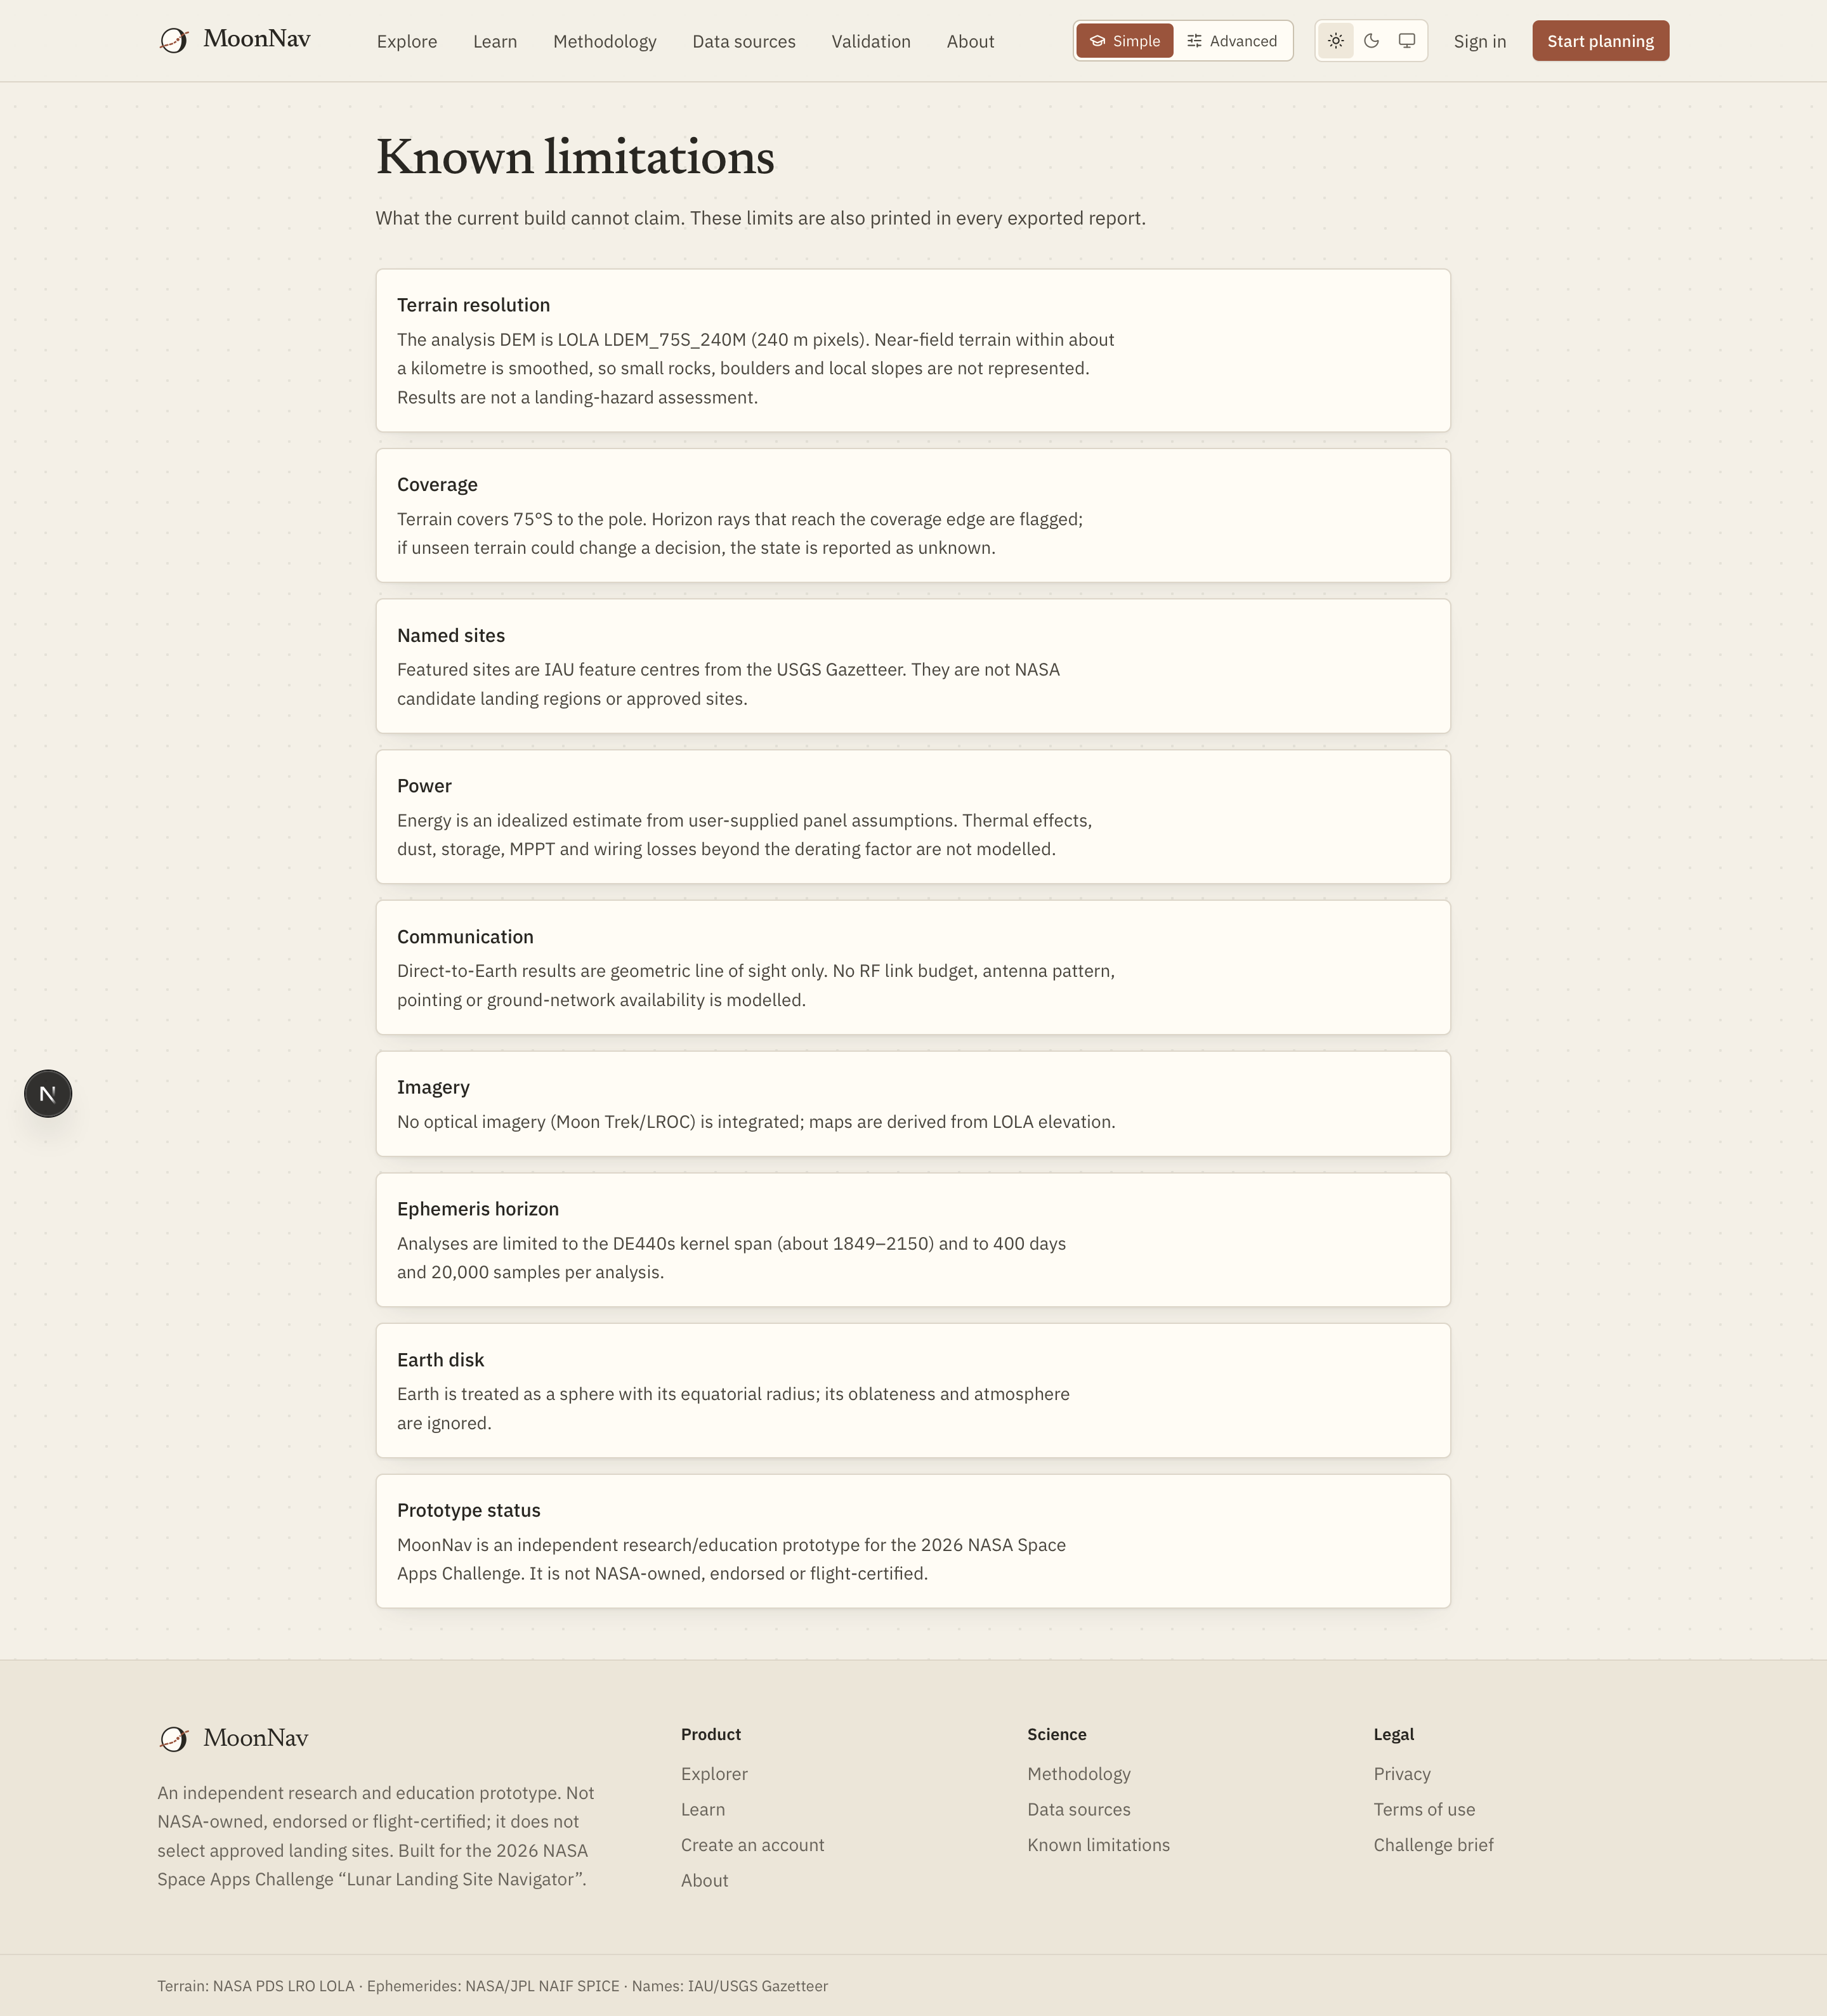 MoonNav
Explore
Learn
Methodology
Data sources
Validation
About
Simple
Advanced
Sign in
Start planning
Known limitations
What the current build cannot claim. These limits are also printed in every exported report.
Terrain resolution
The analysis DEM is LOLA LDEM_75S_240M (240 m pixels). Near-field terrain within about
a kilometre is smoothed, so small rocks, boulders and local slopes are not represented.
Results are not a landing-hazard assessment.
Coverage
Terrain covers 75°S to the pole. Horizon rays that reach the coverage edge are flagged;
if unseen terrain could change a decision, the state is reported as unknown.
Named sites
Featured sites are IAU feature centres from the USGS Gazetteer. They are not NASA
candidate landing regions or approved sites.
Power
Energy is an idealized estimate from user-supplied panel assumptions. Thermal effects,
dust, storage, MPPT and wiring losses beyond the derating factor are not modelled.
Communication
Direct-to-Earth results are geometric line of sight only. No RF link budget, antenna pattern,
pointing or ground-network availability is modelled.
Imagery
No optical imagery (Moon Trek/LROC) is integrated; maps are derived from LOLA elevation.
Ephemeris horizon
Analyses are limited to the DE440s kernel span (about 1849–2150) and to 400 days
and 20,000 samples per analysis.
Earth disk
Earth is treated as a sphere with its equatorial radius; its oblateness and atmosphere
are ignored.
Prototype status
MoonNav is an independent research/education prototype for the 2026 NASA Space
Apps Challenge. It is not NASA-owned, endorsed or flight-certified.
N
MoonNav
An independent research and education prototype. Not
NASA-owned, endorsed or flight-certified; it does not
select approved landing sites. Built for the 2026 NASA
Space Apps Challenge “Lunar Landing Site Navigator”.
Product
Explorer
Learn
Create an account
About
Science
Methodology
Data sources
Known limitations
Legal
Privacy
Terms of use
Challenge brief
Terrain: NASA PDS LRO LOLA · Ephemerides: NASA/JPL NAIF SPICE · Names: IAU/USGS Gazetteer